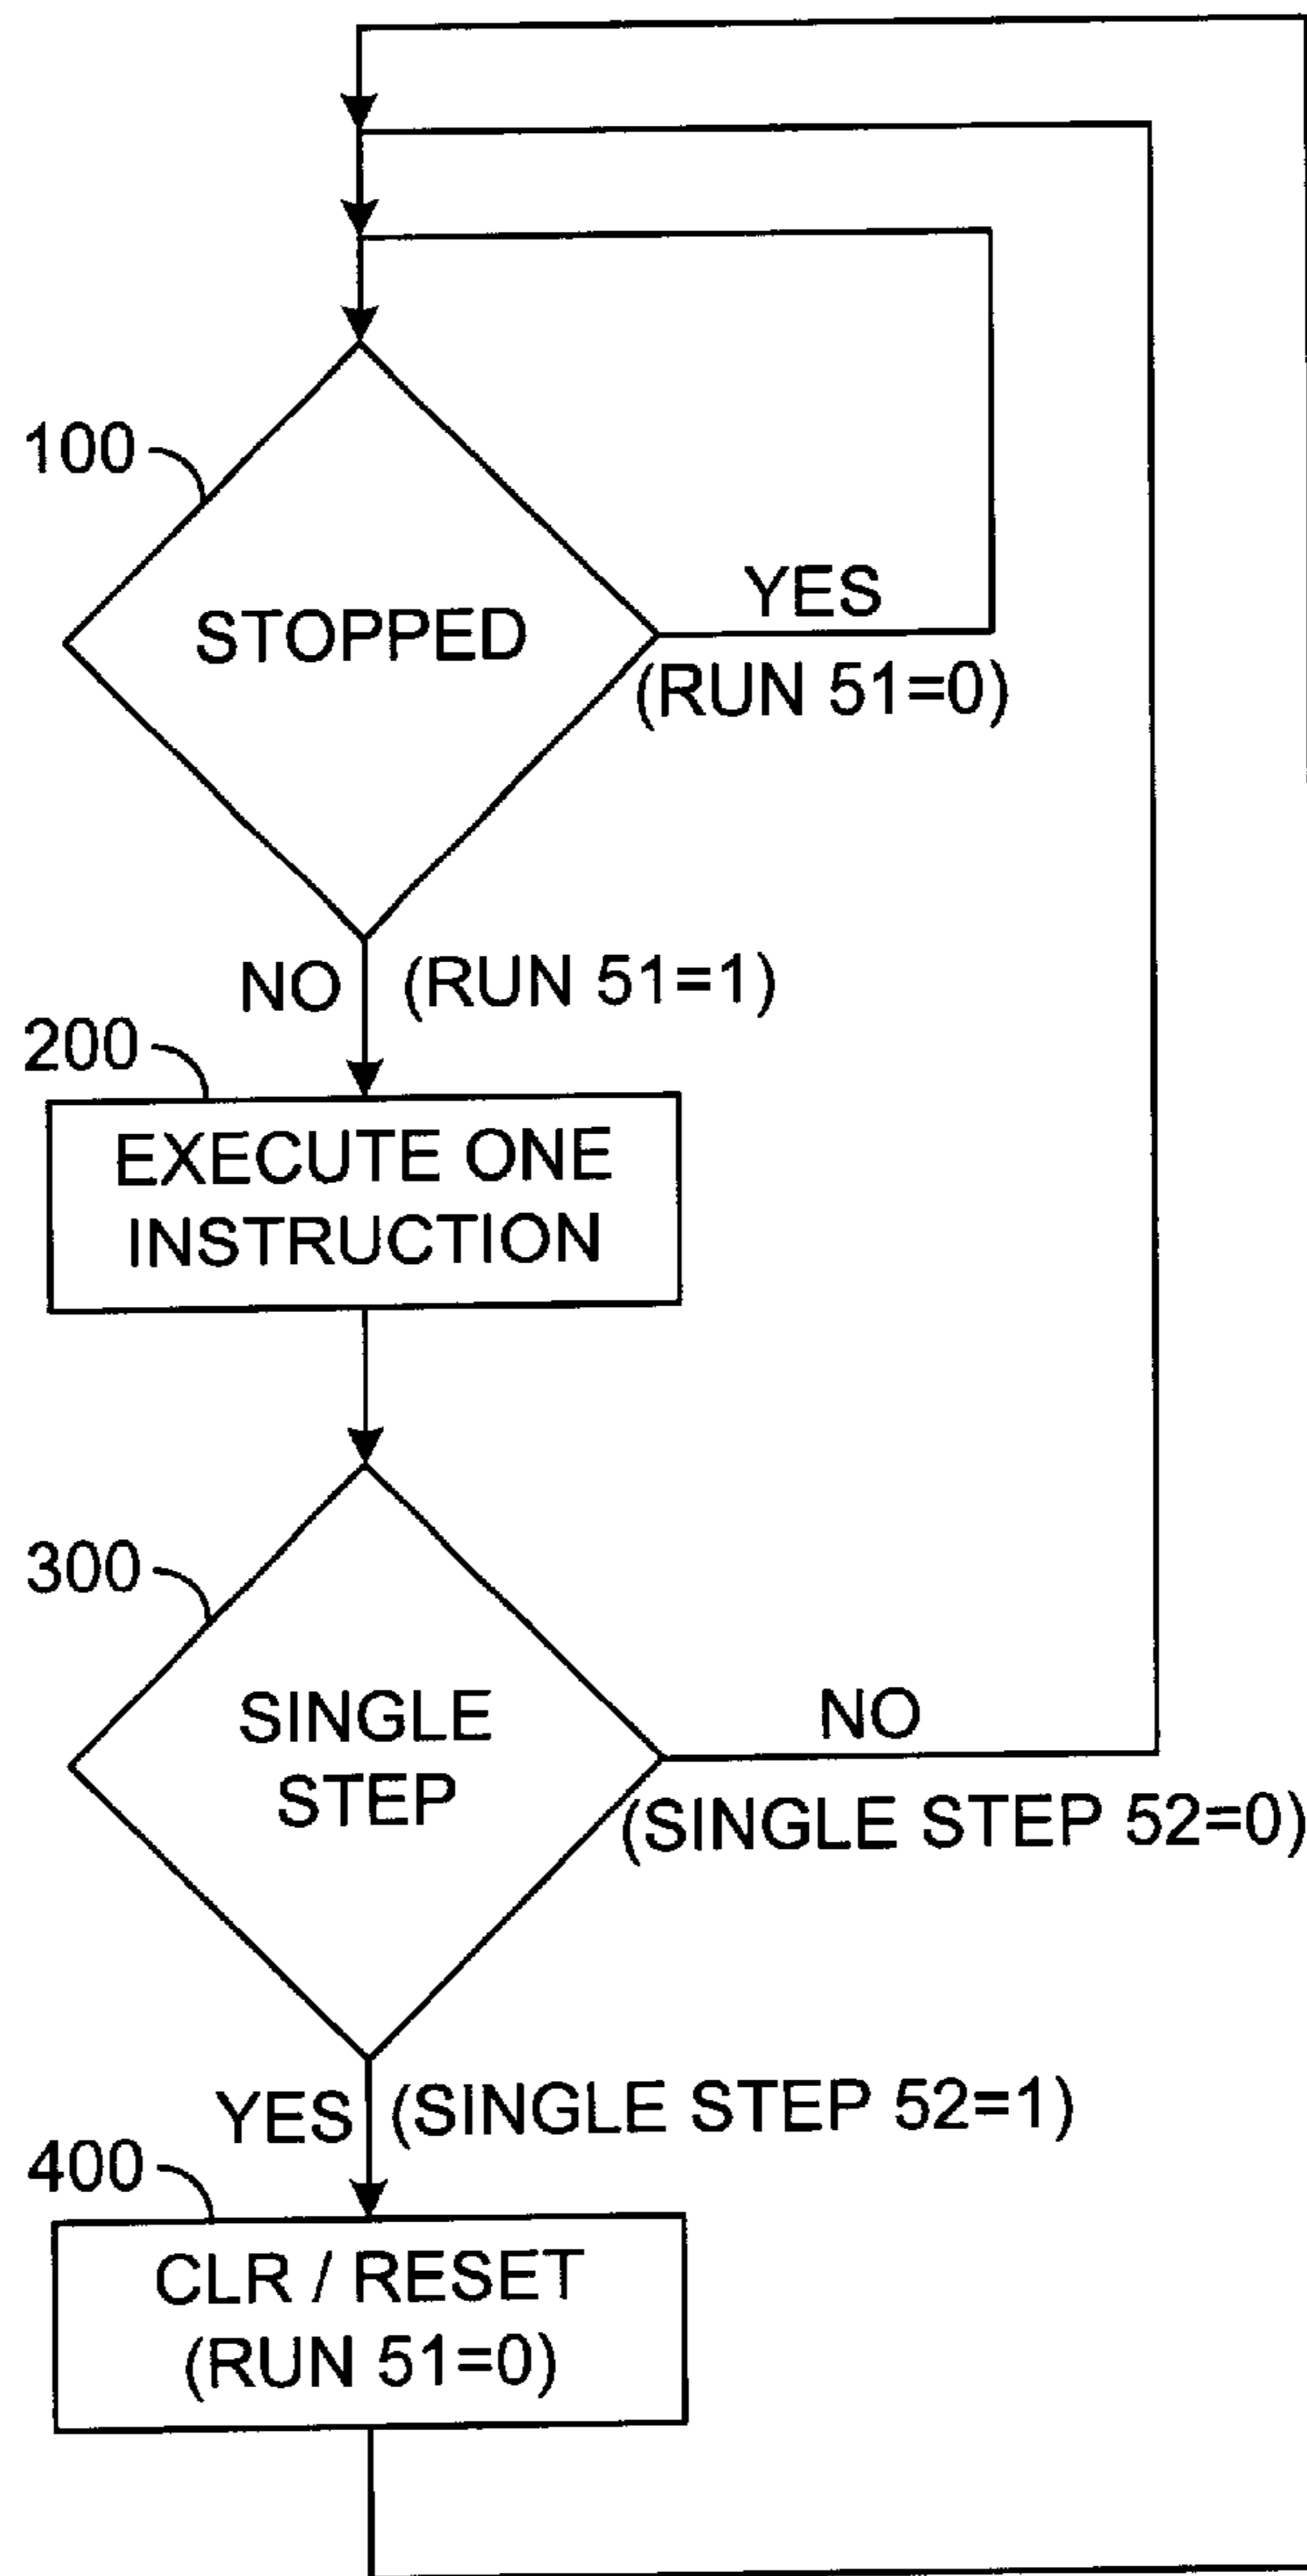 100
STOPPED
YES
(RUN 51=0)
NO (RUN 51=1)
200
EXECUTE ONE
INSTRUCTION
300
SINGLE
STEP
NO
(SINGLE STEP 52=0)
YES (SINGLE STEP 52=1)
400
CLR / RESET
(RUN 51=0)